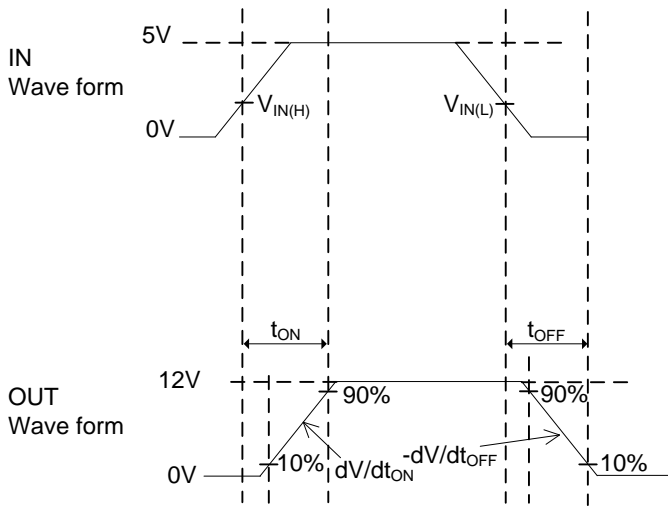 5V
IN
Wave form
V_IN(H)
V_IN(L)
0V
t_ON
t_OFF
12V
OUT
Wave form
90%
90%
0V
10%
dV/dt_ON
-dV/dt_OFF
10%